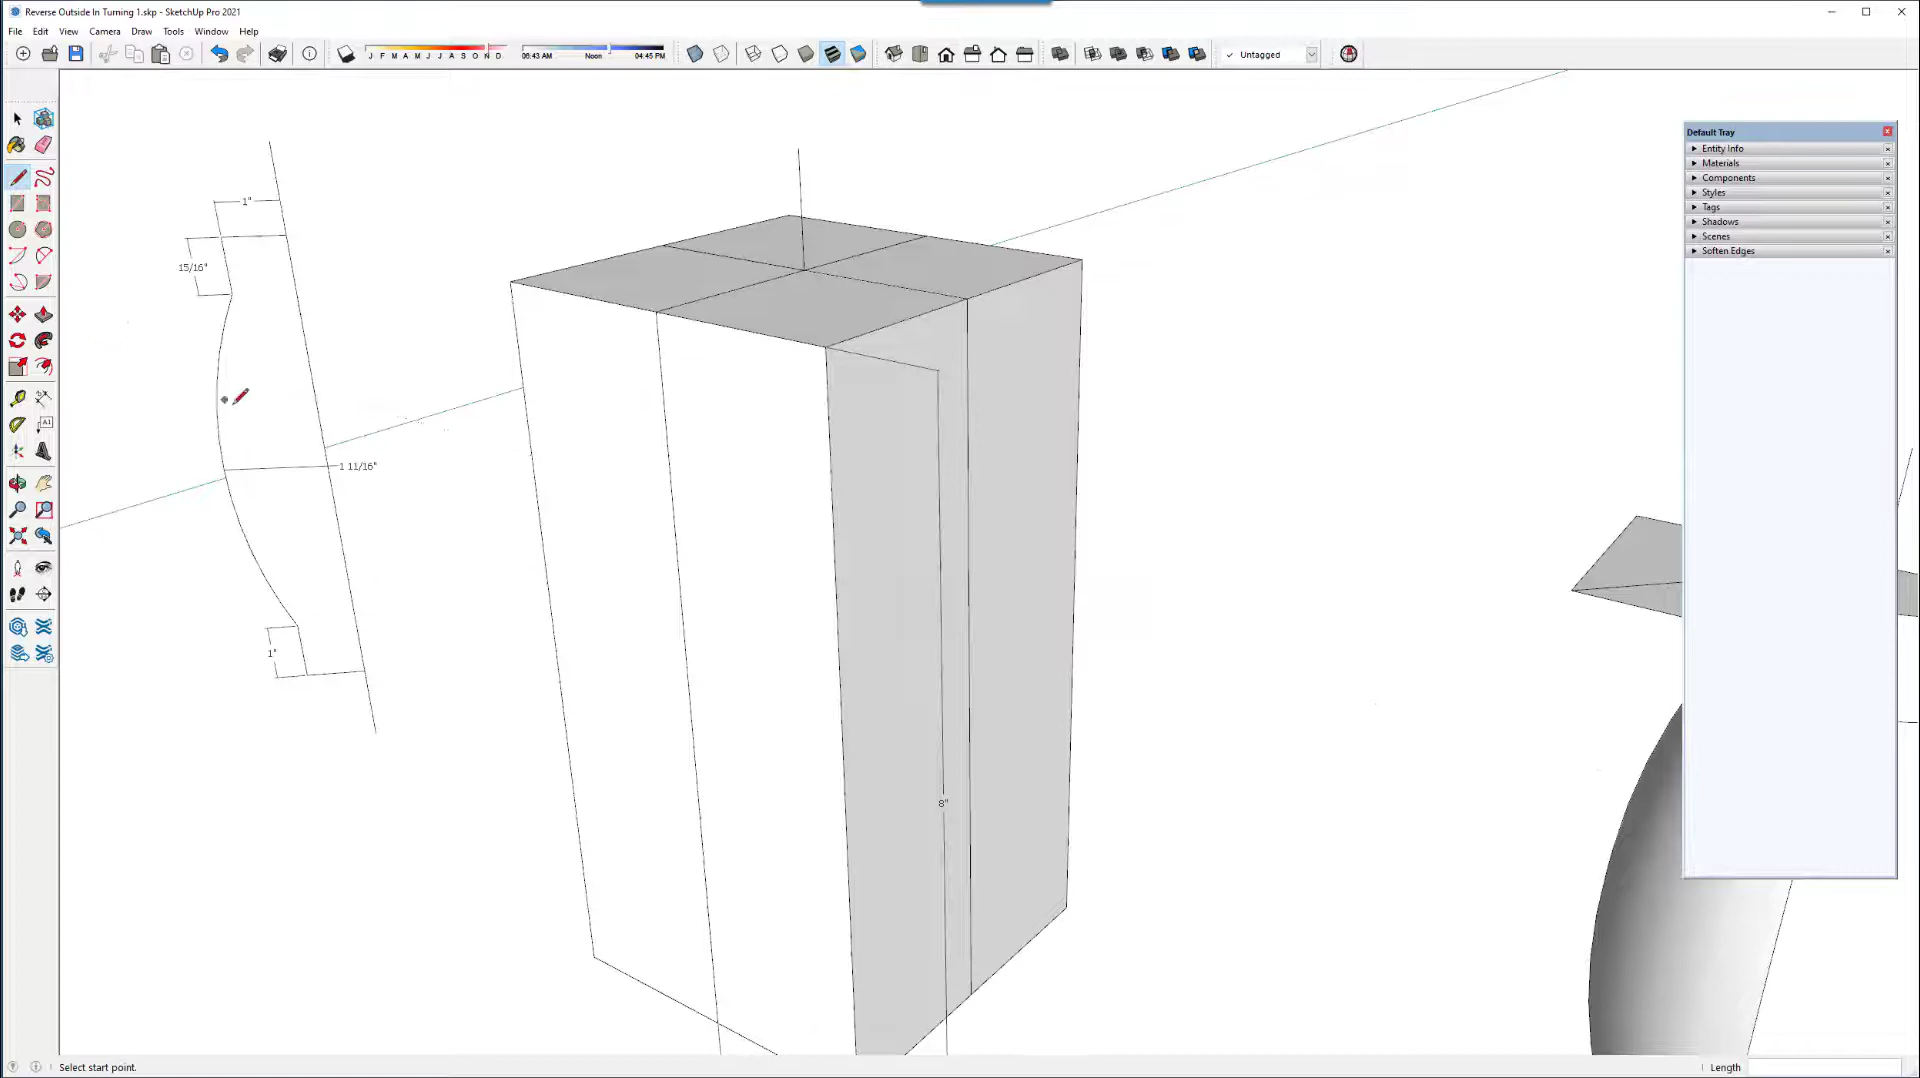 Reverse Outside In Turning 1.skp - SketchUp Pro 2021
File Edit View Camera Draw Tools Window Help
J F M A M J J A S O N D
06:43 AM Noon 04:45 PM
✓ Untagged
Default Tray
Entity Info
Materials
Components
Styles
Tags
Shadows
Scenes
Soften Edges
1"
15/16"
A1
1 11/16"
1"
8"
Select start point.
Length